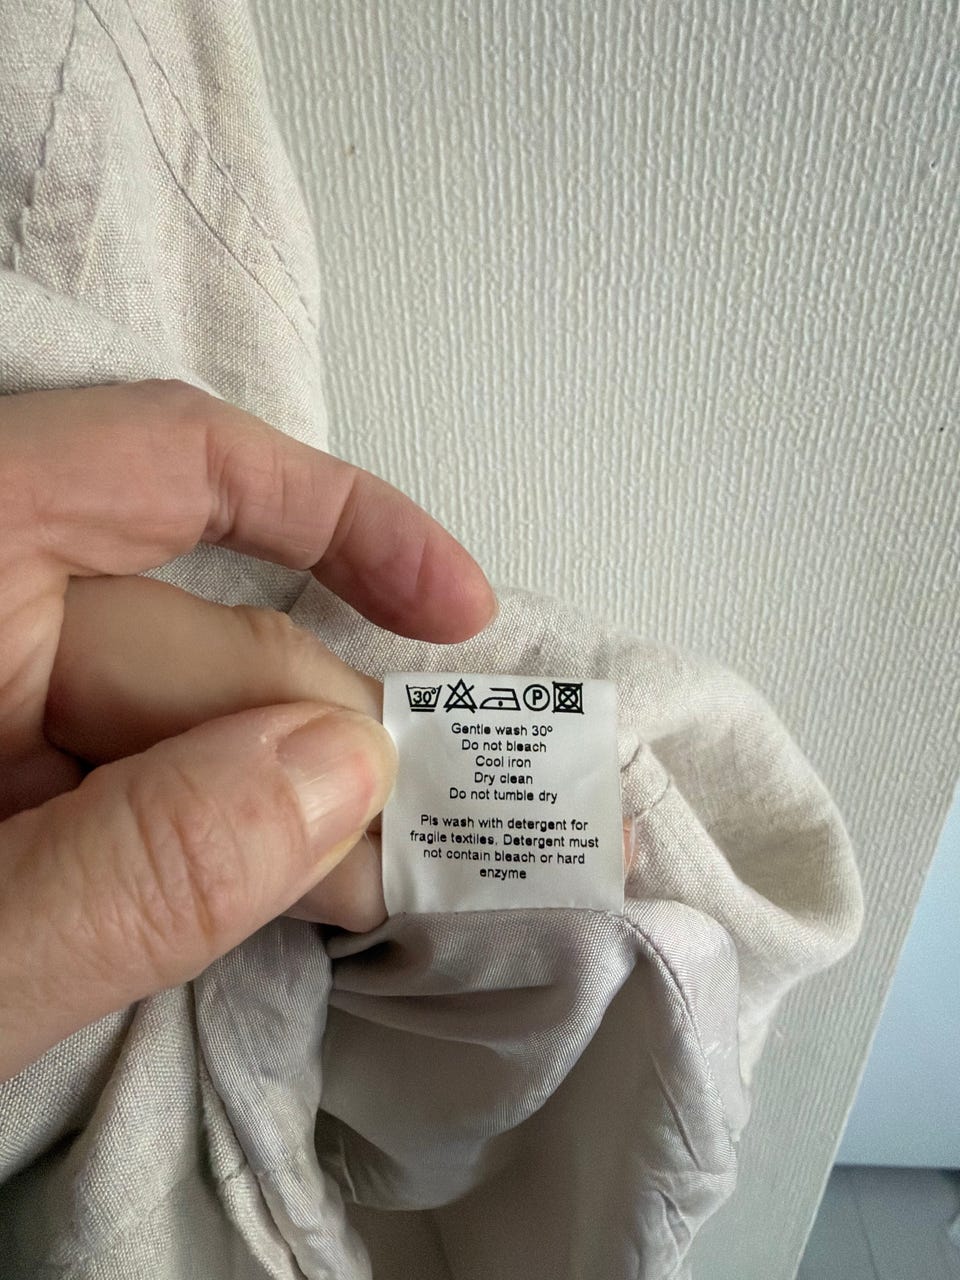 30°
P
Gentle wash 30º
Do not bleach
Cool iron
Dry clean
Do not tumble dry
Pls wash with detergent for
fragile textiles. Detergent must
not contain bleach or hard
enzyme